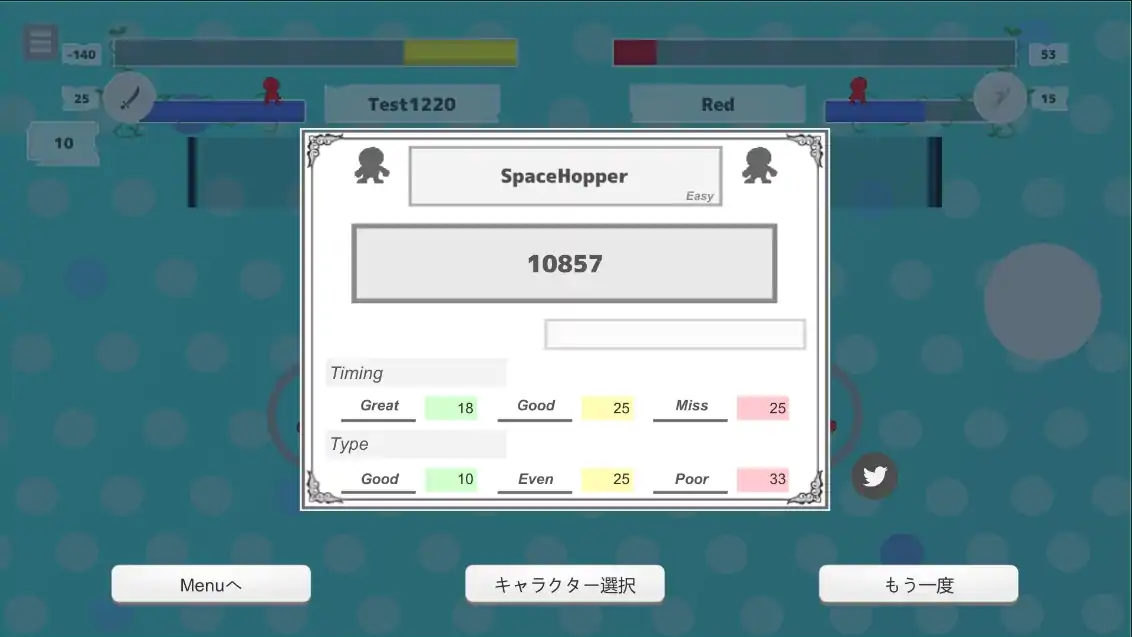 -140
53
25
Test1220
Red
15
10
SpaceHopper
Easy
10857
Timing
Great 18 Good 25 Miss 25
Type
Good 10 Even 25 Poor 33
Menuへ
キャラクター選択
もう一度